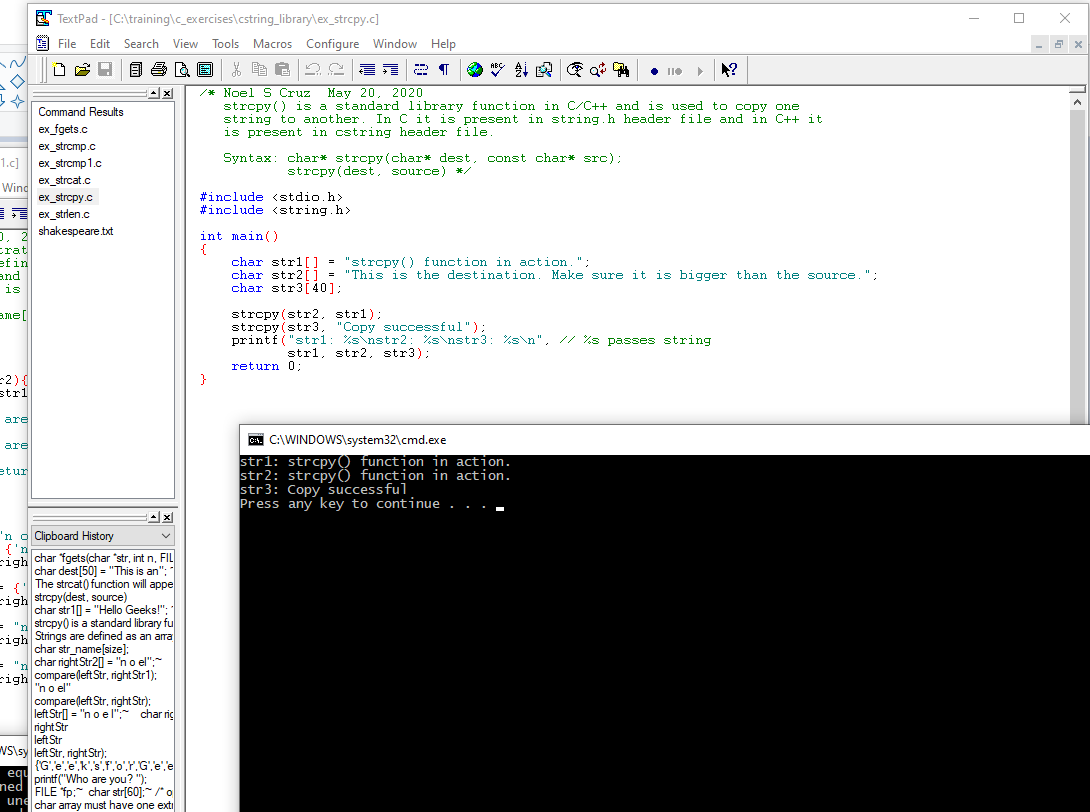 TextPad - [C:\training\c_exercises\cstring_library\ex_strcpy.c]
File Edit Search View Tools Macros Configure Window Help
Command Results
ex_fgets.c
ex_strcmp.c
ex_strcmp1.c
ex_strcat.c
ex_strcpy.c
ex_strlen.c
shakespeare.txt
1.c]
Wind
/* Noel S Cruz  May 20, 2020
strcpy() is a standard library function in C/C++ and is used to copy one
string to another. In C it is present in string.h header file and in C++ it
is present in cstring header file.
Syntax: char* strcpy(char* dest, const char* src);
strcpy(dest, source) */
#include <stdio.h>
#include <string.h>
int main()
{
char str1[] = "strcpy() function in action.";
char str2[] = "This is the destination. Make sure it is bigger than the source.";
char str3[40];
strcpy(str2, str1);
strcpy(str3, "Copy successful");
printf("str1: %s\nstr2: %s\nstr3: %s\n", // %s passes string
str1, str2, str3);
return 0;
}
Clipboard History
char *fgets(char *str, int n, FIL
char dest[50] = "This is an"; ~
The strcat() function will appe
strcpy(dest, source)
char str1[] = "Hello Geeks!"; ~
strcpy() is a standard library fu
Strings are defined as an arra
char str_name[size];
char rightStr2[] = "n o el";~
compare(leftStr, rightStr1);
"n o el"
compare(leftStr, rightStr);
leftStr[] = "n o e l";~ char rig
rightStr
leftStr
leftStr, rightStr);
{'G','e','e','k','s','f','o','r','G','e','e
printf("Who are you? ");
FILE *fp;~ char str[60];~ /* o
char array must have one extr
C:\WINDOWS\system32\cmd.exe
str1: strcpy() function in action.
str2: strcpy() function in action.
str3: Copy successful
Press any key to continue . . .